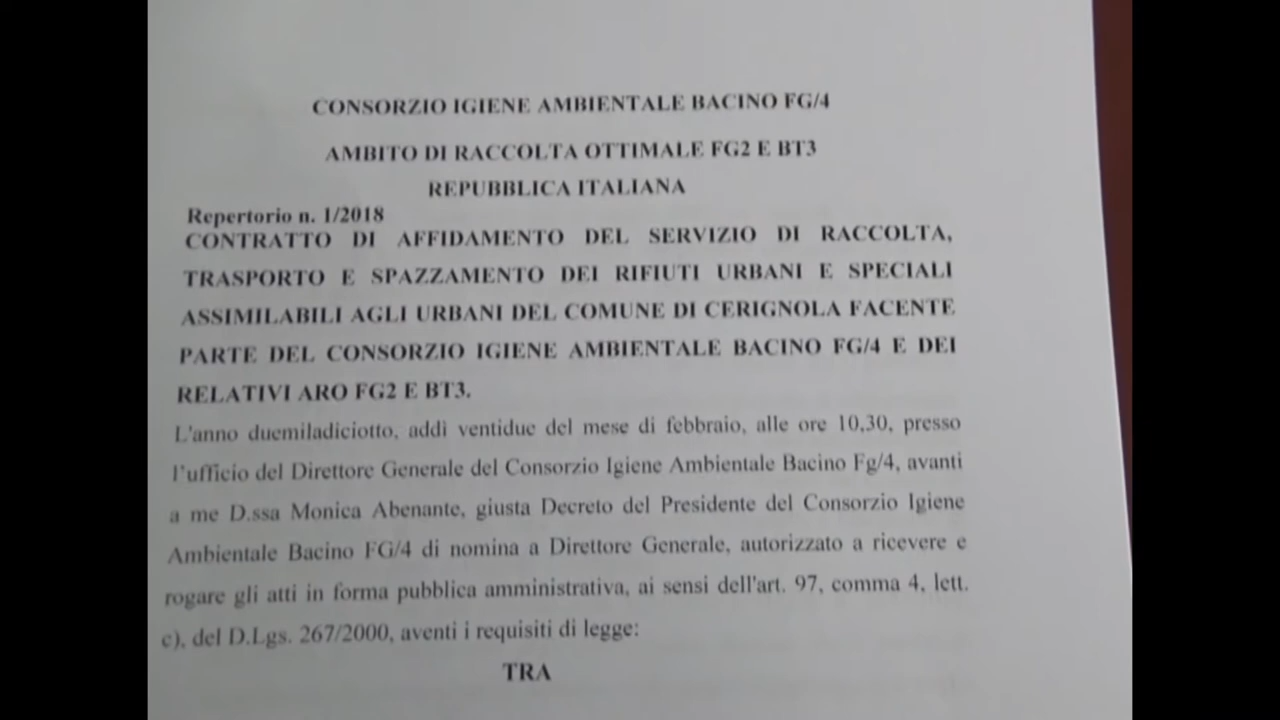 CONSORZIO IGIENE AMBIENTALE BACINO FG/4
AMBITO DI RACCOLTA OTTIMALE FG2 E BT3
REPUBBLICA ITALIANA
Repertorio n. 1/2018
CONTRATTO DI AFFIDAMENTO DEL SERVIZIO DI RACCOLTA,
TRASPORTO E SPAZZAMENTO DEI RIFIUTI URBANI E SPECIALI
ASSIMILABILI AGLI URBANI DEL COMUNE DI CERIGNOLA FACENTE
PARTE DEL CONSORZIO IGIENE AMBIENTALE BACINO FG/4 E DEI
RELATIVI ARO FG2 E BT3.
L'anno duemiladiciotto, addì ventidue del mese di febbraio, alle ore 10,30, presso
l'ufficio del Direttore Generale del Consorzio Igiene Ambientale Bacino Fg/4, avanti
a me D.ssa Monica Abenante, giusta Decreto del Presidente del Consorzio Igiene
Ambientale Bacino FG/4 di nomina a Direttore Generale, autorizzato a ricevere e
rogare gli atti in forma pubblica amministrativa, ai sensi dell'art. 97, comma 4, lett.
c), del D.Lgs. 267/2000, aventi i requisiti di legge:
TRA